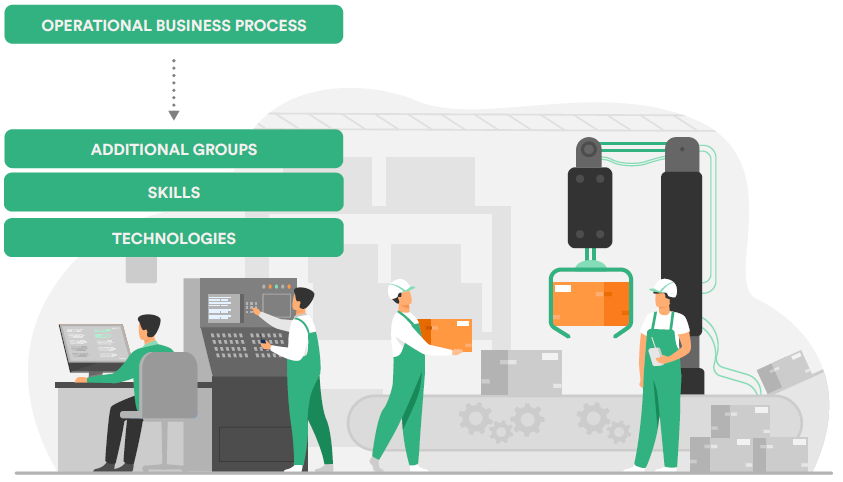 OPERATIONAL BUSINESS PROCESS
ADDITIONAL GROUPS
SKILLS
TECHNOLOGIES